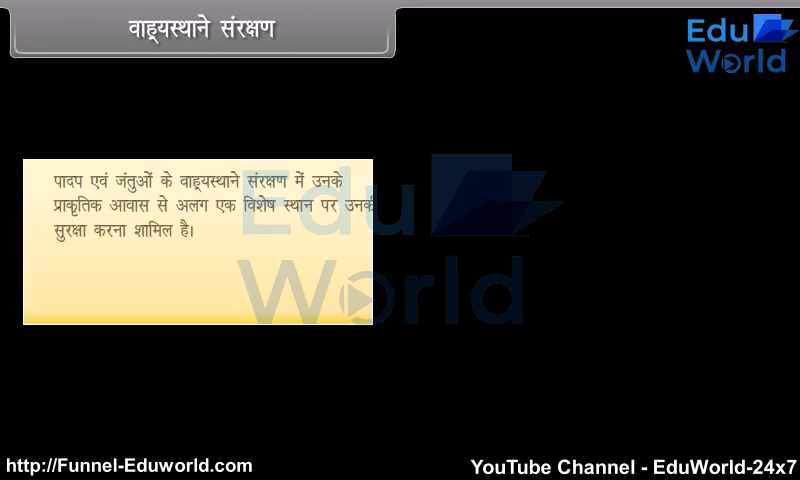 वाह्यस्थाने संरक्षण
Edu
World
पादप एवं जंतुओं के वाह्यस्थाने संरक्षण में उनके
प्राकृतिक आवास से अलग एक विशेष स्थान पर उनकी
सुरक्षा करना शामिल है।
Edu
World
http://Funnel-Eduworld.com
YouTube Channel - EduWorld-24x7